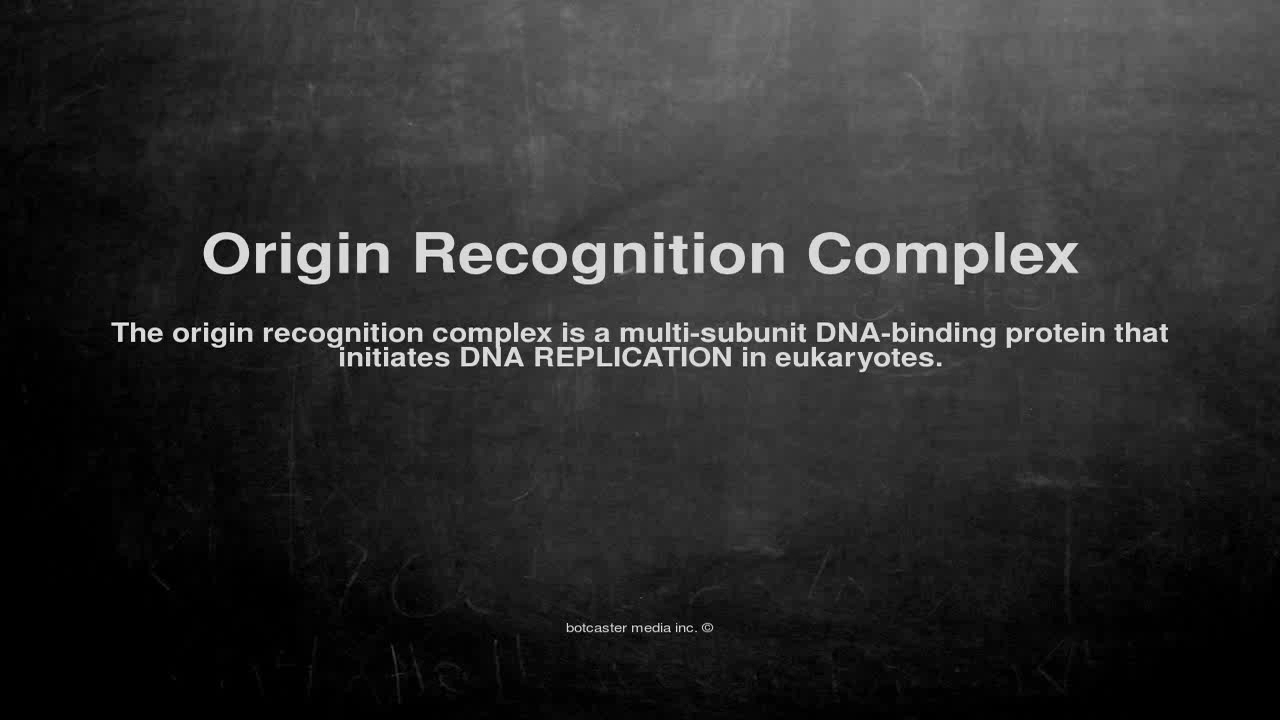 Origin Recognition Complex
The origin recognition complex is a multi-subunit DNA-binding protein that
initiates DNA REPLICATION in eukaryotes.
botcaster media inc. ©